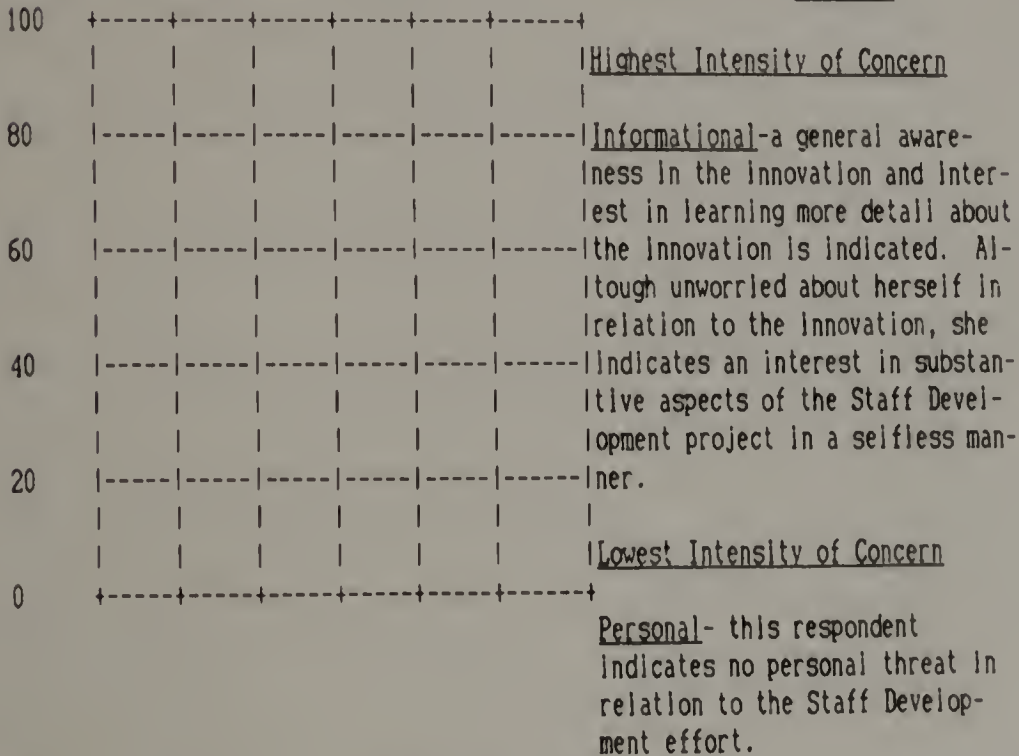 100
Highest Intensity of Concern
80 Informational-a general aware-
ness in the innovation and inter-
est in learning more detail about
60 the innovation is indicated. Al-
tough unworried about herself in
relation to the innovation, she
40 indicates an interest in substan-
tive aspects of the Staff Devel-
opment project in a selfless man-
20 ner.
Lowest Intensity of Concern
0
Personal- this respondent
indicates no personal threat in
relation to the Staff Develop-
ment effort.